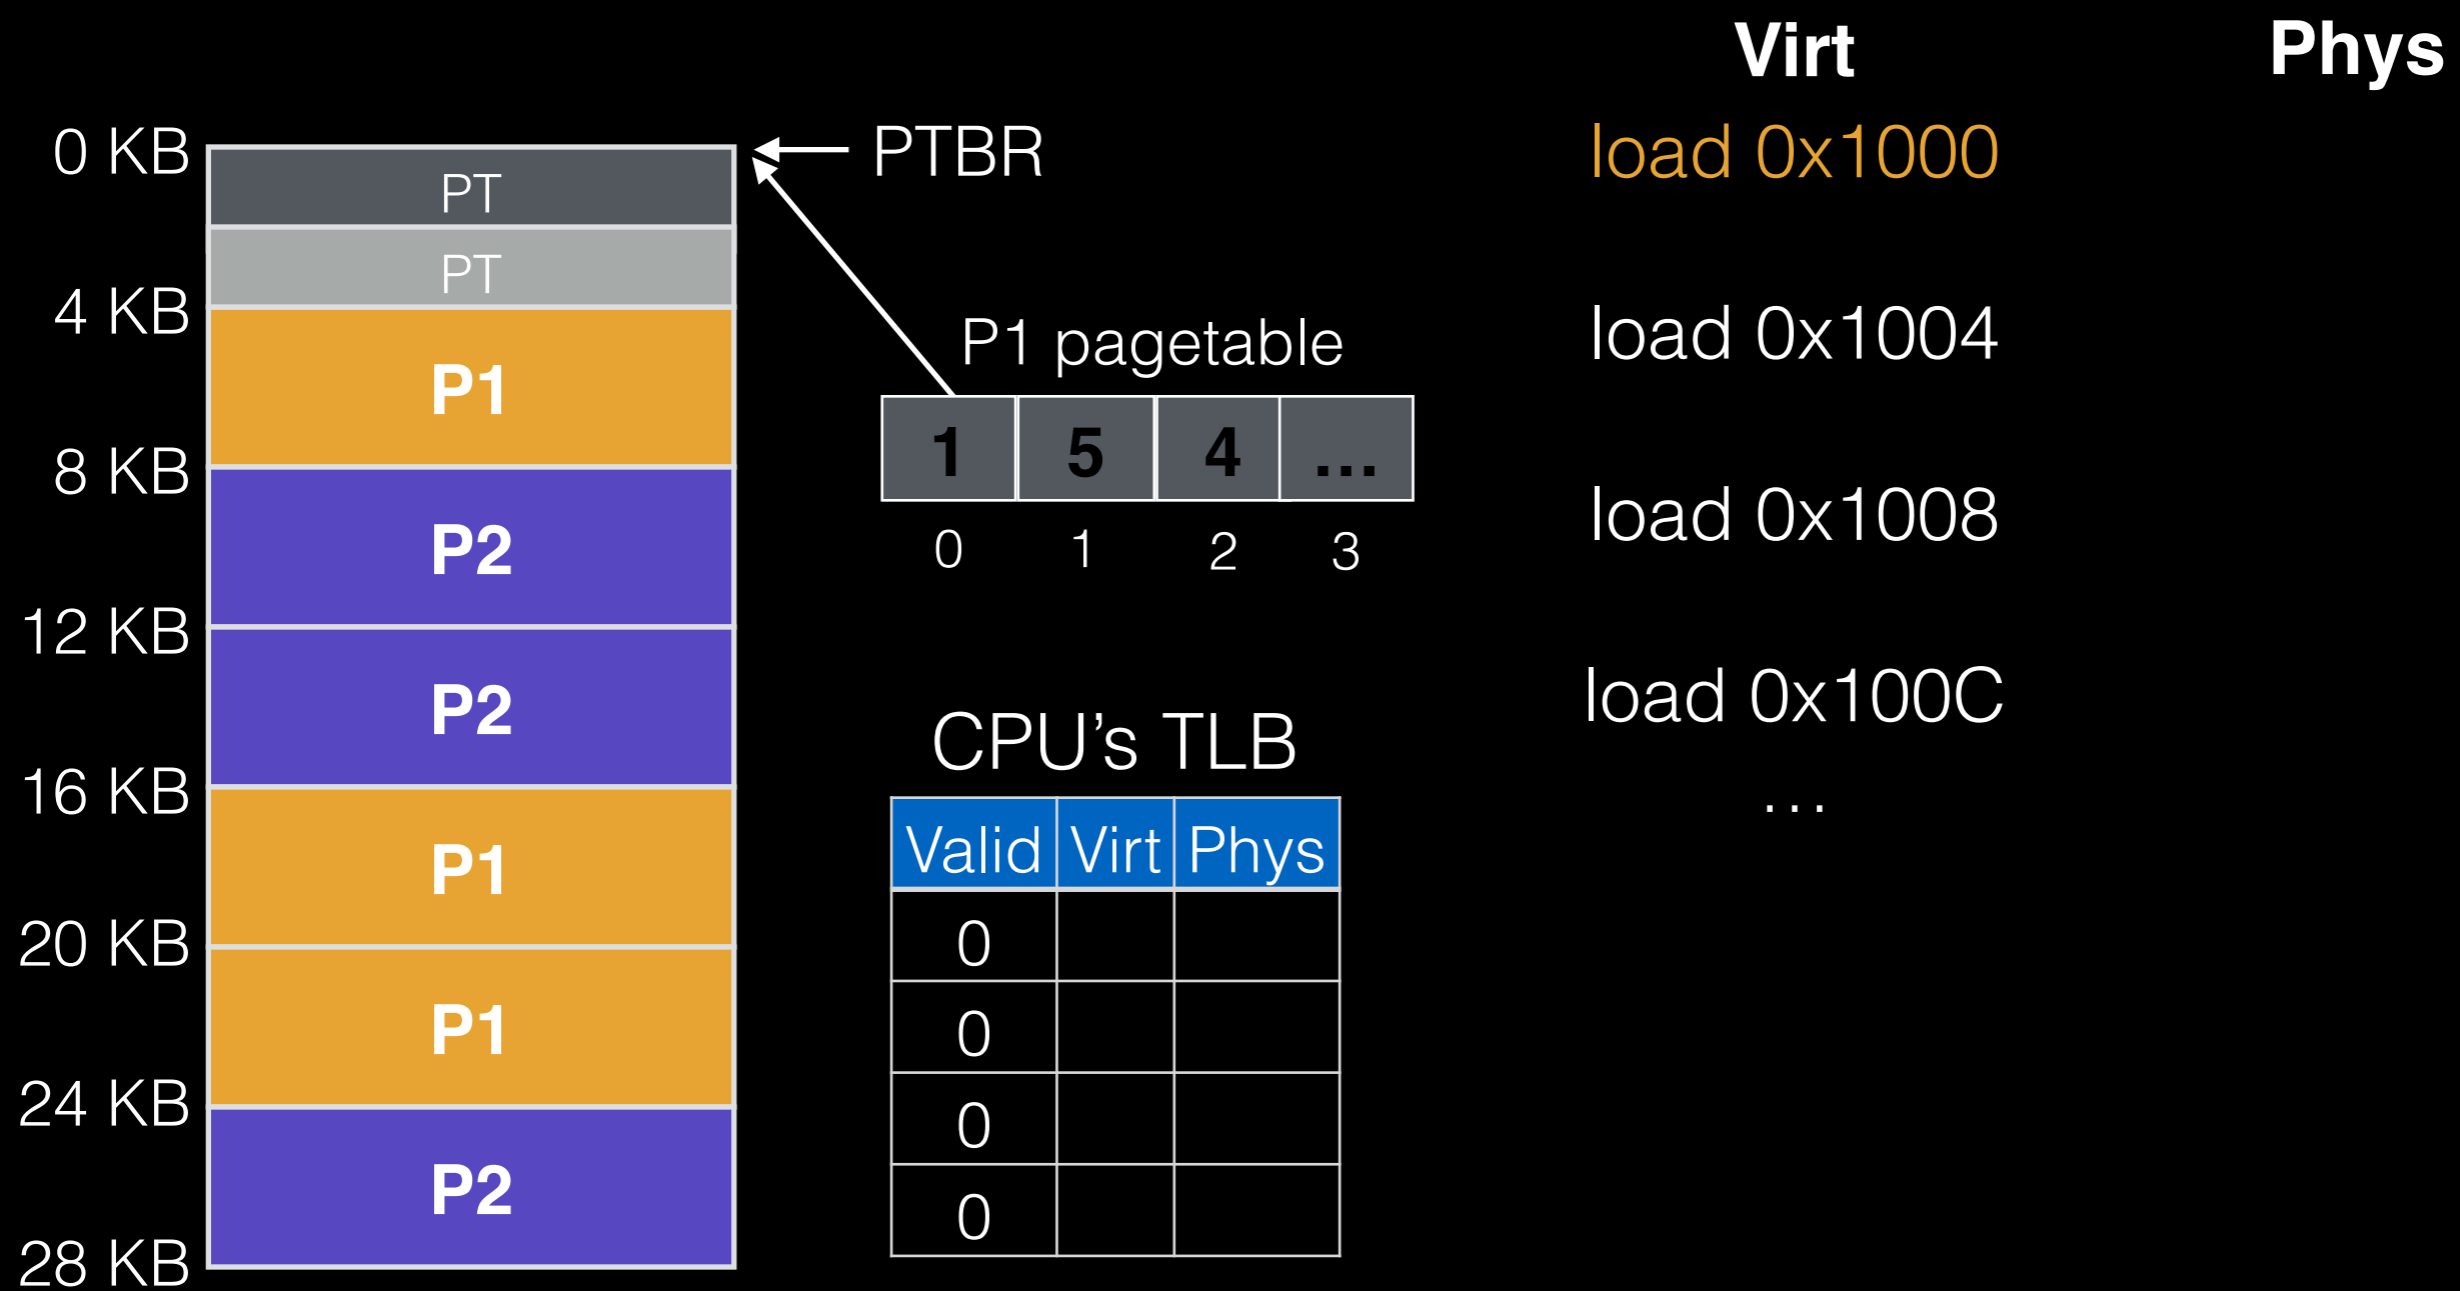 0 KB
PT
PT
4 KB
P1
8 KB
P2
12 KB
P2
16 KB
P1
20 KB
P1
24 KB
P2
28 KB
PTBR
P1 pagetable
1 5 4 ...
0 1 2 3
CPU’s TLB
Valid Virt Phys
0
0
0
0
Virt Phys
load 0x1000
load 0x1004
load 0x1008
load 0x100C
...